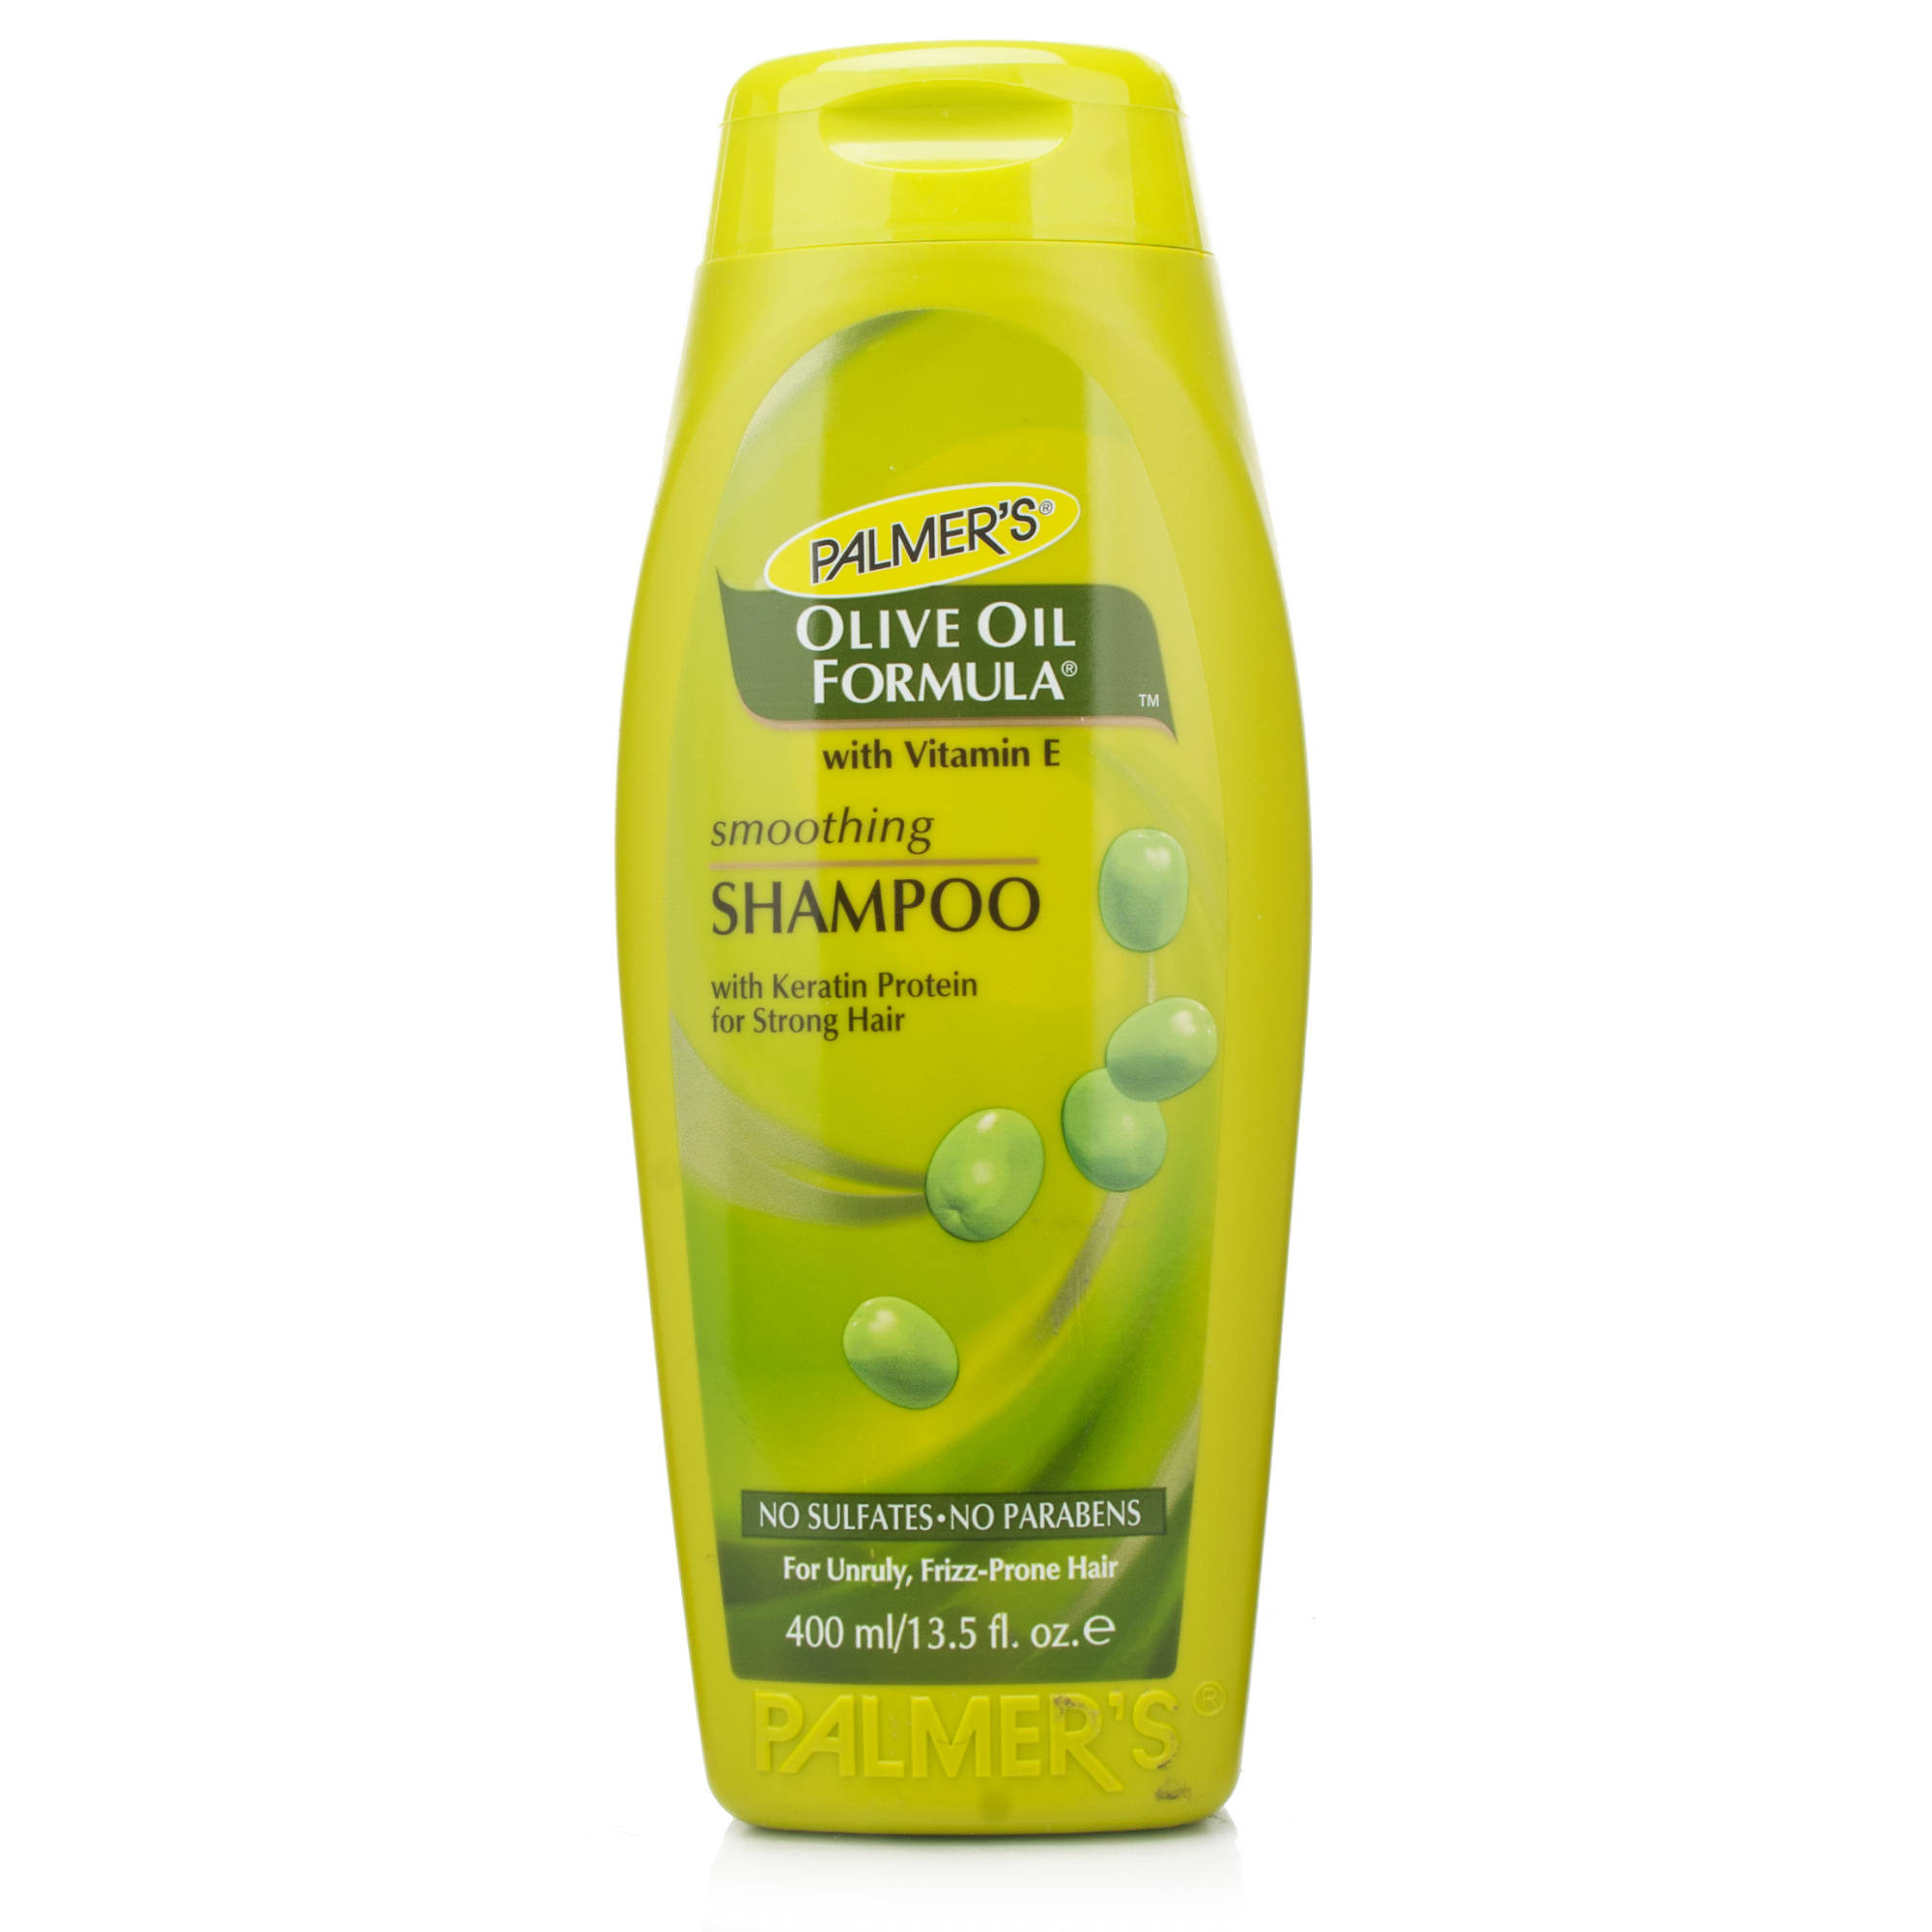 PALMER'S®
OLIVE OIL
FORMULA®
TM
with Vitamin E
smoothing
SHAMPOO
with Keratin Protein
for Strong Hair
NO SULFATES•NO PARABENS
For Unruly, Frizz-Prone Hair
400 ml/13.5 fl. oz.℮
PALMER'S®